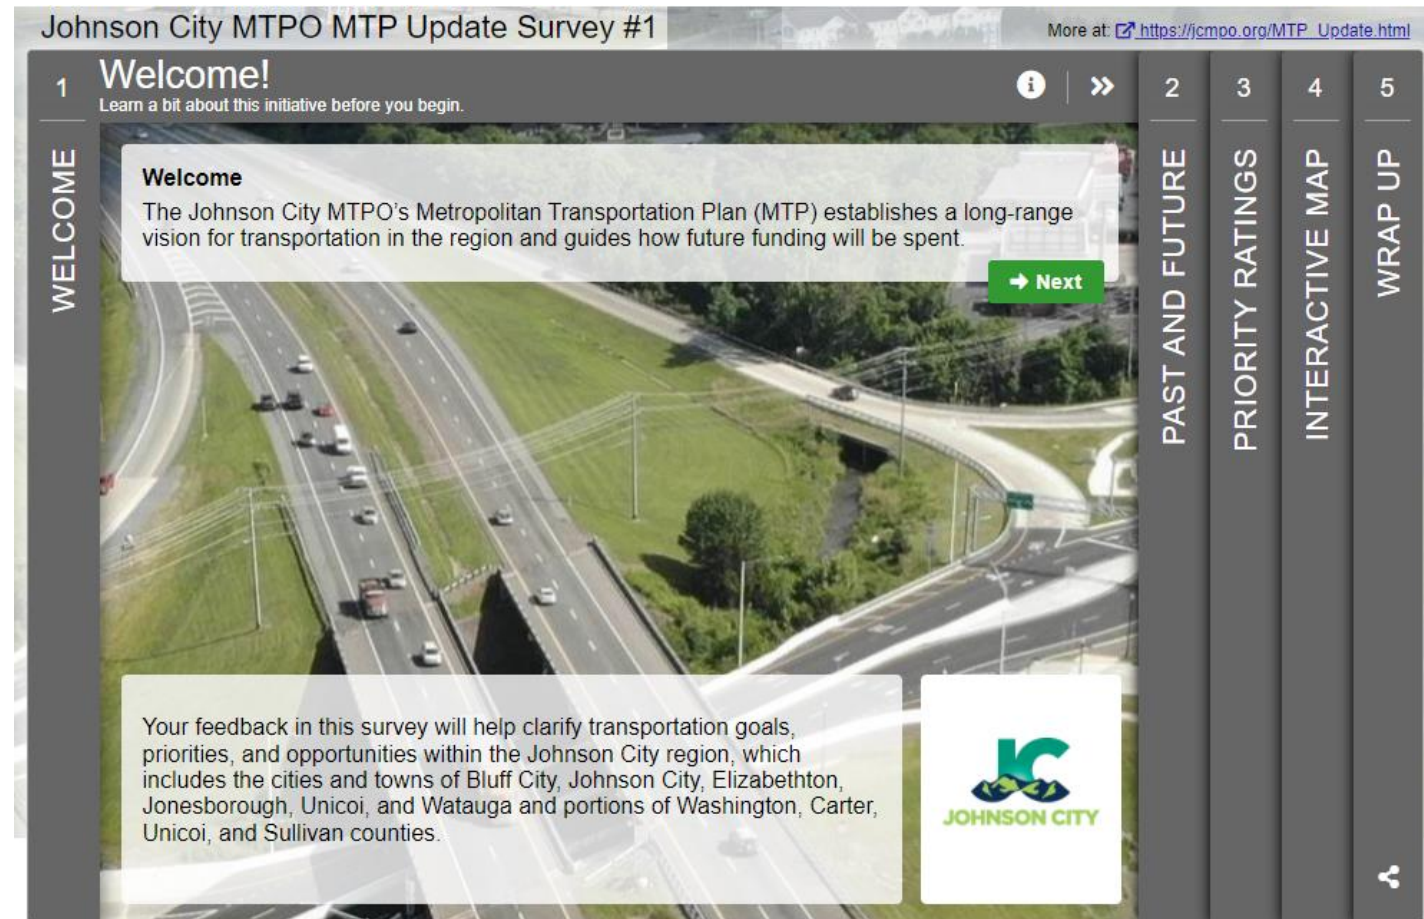 Johnson City MTPO MTP Update Survey #1
More at: https://jcmpo.org/MTP_Update.html
1
Welcome!
Learn a bit about this initiative before you begin.
WELCOME
Welcome
The Johnson City MTPO’s Metropolitan Transportation Plan (MTP) establishes a long-range
vision for transportation in the region and guides how future funding will be spent.
Next
Your feedback in this survey will help clarify transportation goals,
priorities, and opportunities within the Johnson City region, which
includes the cities and towns of Bluff City, Johnson City, Elizabethton,
Jonesborough, Unicoi, and Watauga and portions of Washington, Carter,
Unicoi, and Sullivan counties.
JC
JOHNSON CITY
2
PAST AND FUTURE
3
PRIORITY RATINGS
4
INTERACTIVE MAP
5
WRAP UP